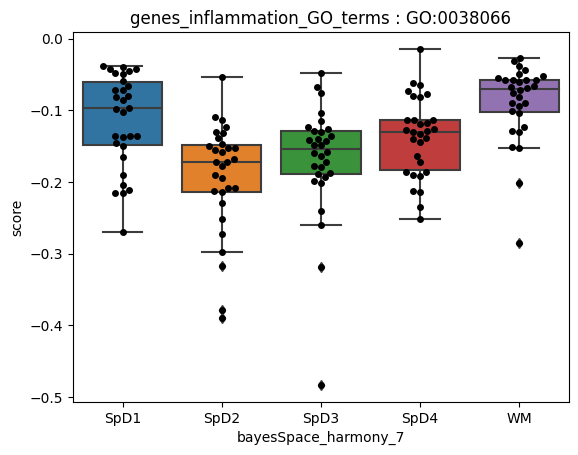 genes_inflammation_GO_terms : GO:0038066
score
0.0
−0.1
−0.2
−0.3
−0.4
−0.5
SpD1 SpD2 SpD3 SpD4 WM
bayesSpace_harmony_7